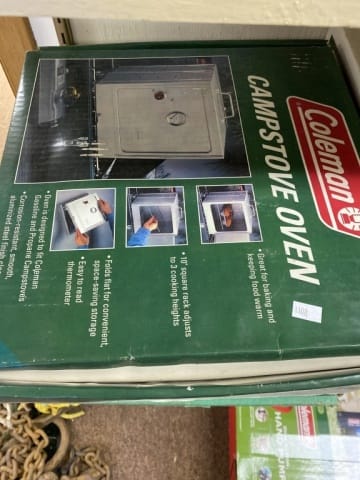 Coleman
CAMPSTOVE OVEN
• Great for baking and
keeping food warm
• 10" square rack adjusts
to 3 cooking heights
• Folds flat for convenient,
space-saving storage
• Easy to read
thermometer
• Oven is designed to fit Coleman
Gasoline and Propane Campstoves
• Corrosion-resistant, smooth,
aluminized steel finish